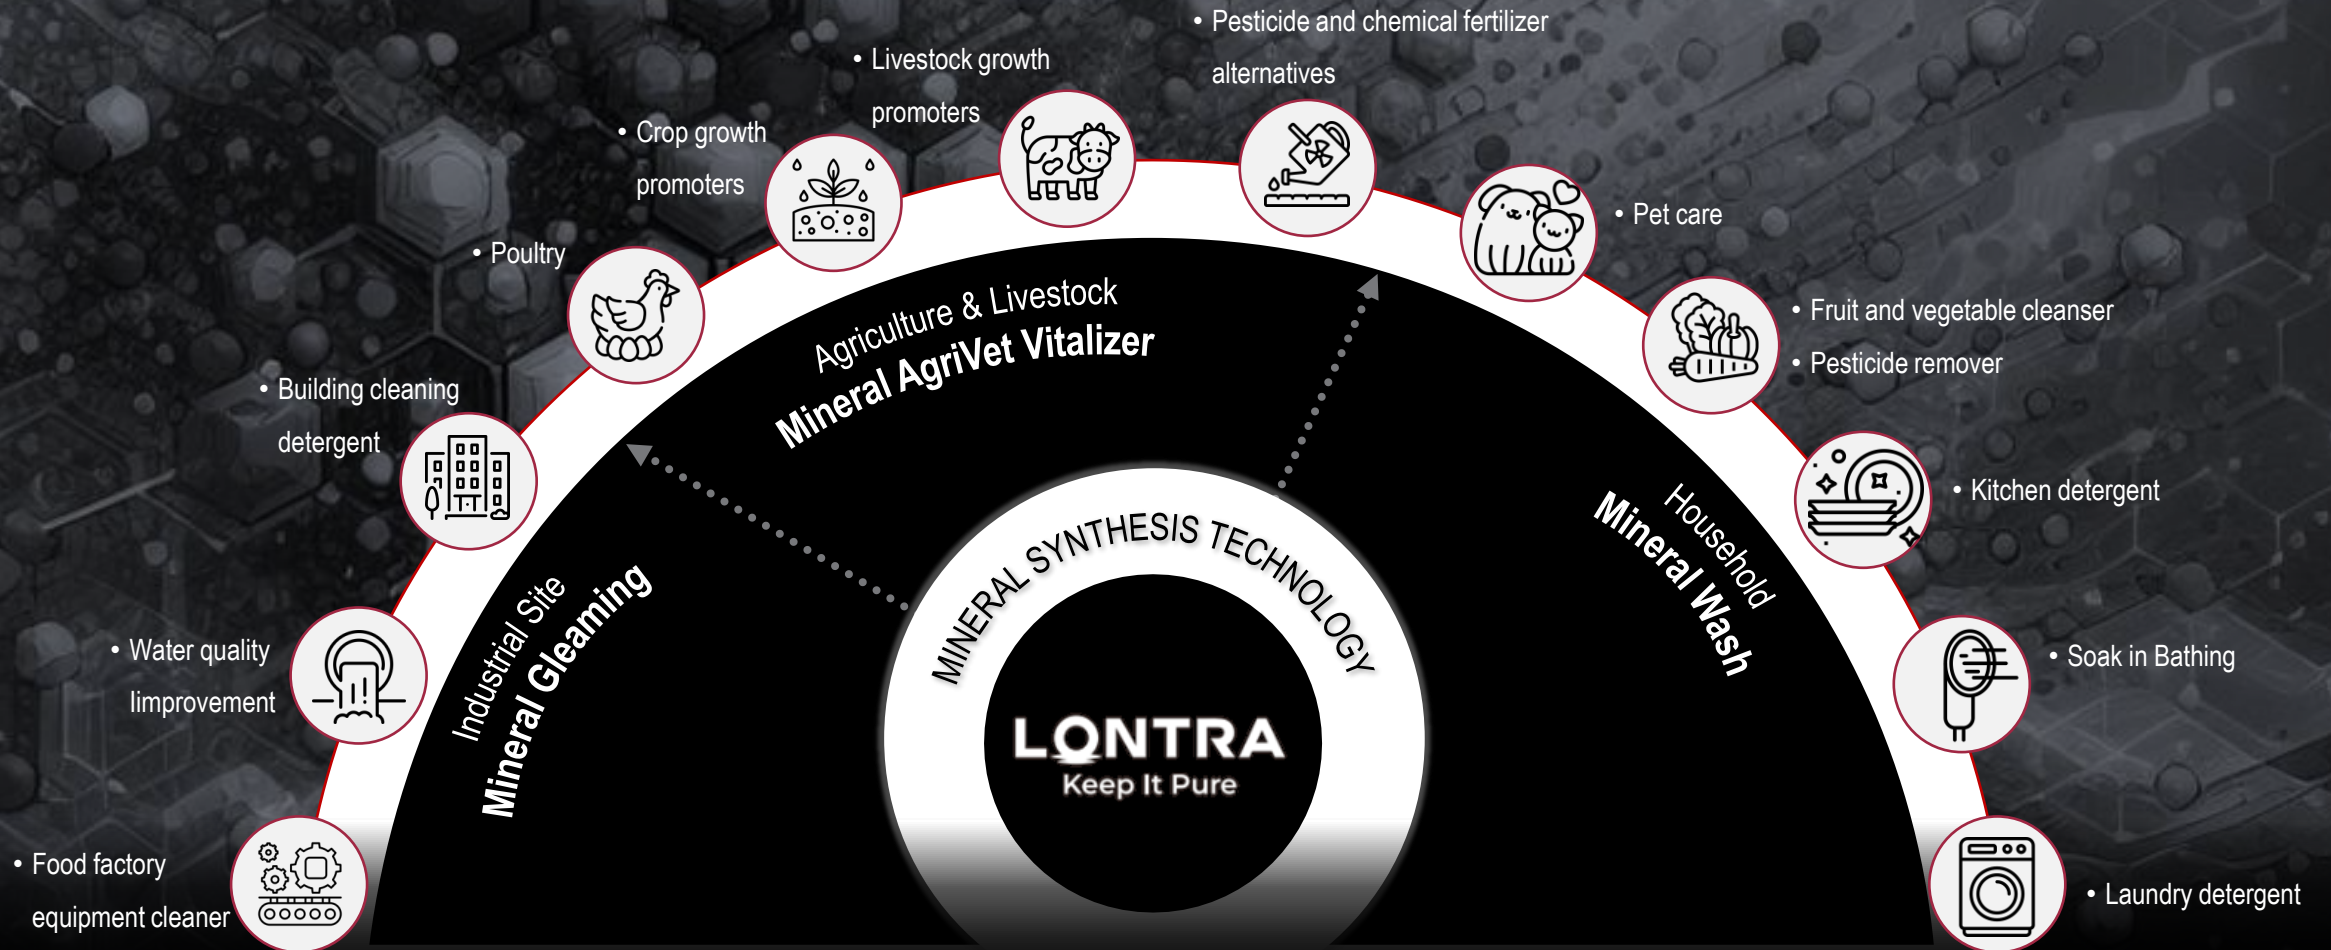 • Pesticide and chemical fertilizer
alternatives
• Livestock growth
promoters
• Crop growth
promoters
• Poultry
• Building cleaning
detergent
• Water quality
Iimprovement
• Food factory
equipment cleaner
• Pet care
• Fruit and vegetable cleanser
• Pesticide remover
• Kitchen detergent
• Soak in Bathing
• Laundry detergent
Industrial Site
Mineral Gleaming
Agriculture & Livestock
Mineral AgriVet Vitalizer
Household
Mineral Wash
MINERAL SYNTHESIS TECHNOLOGY
LONTRA
Keep It Pure